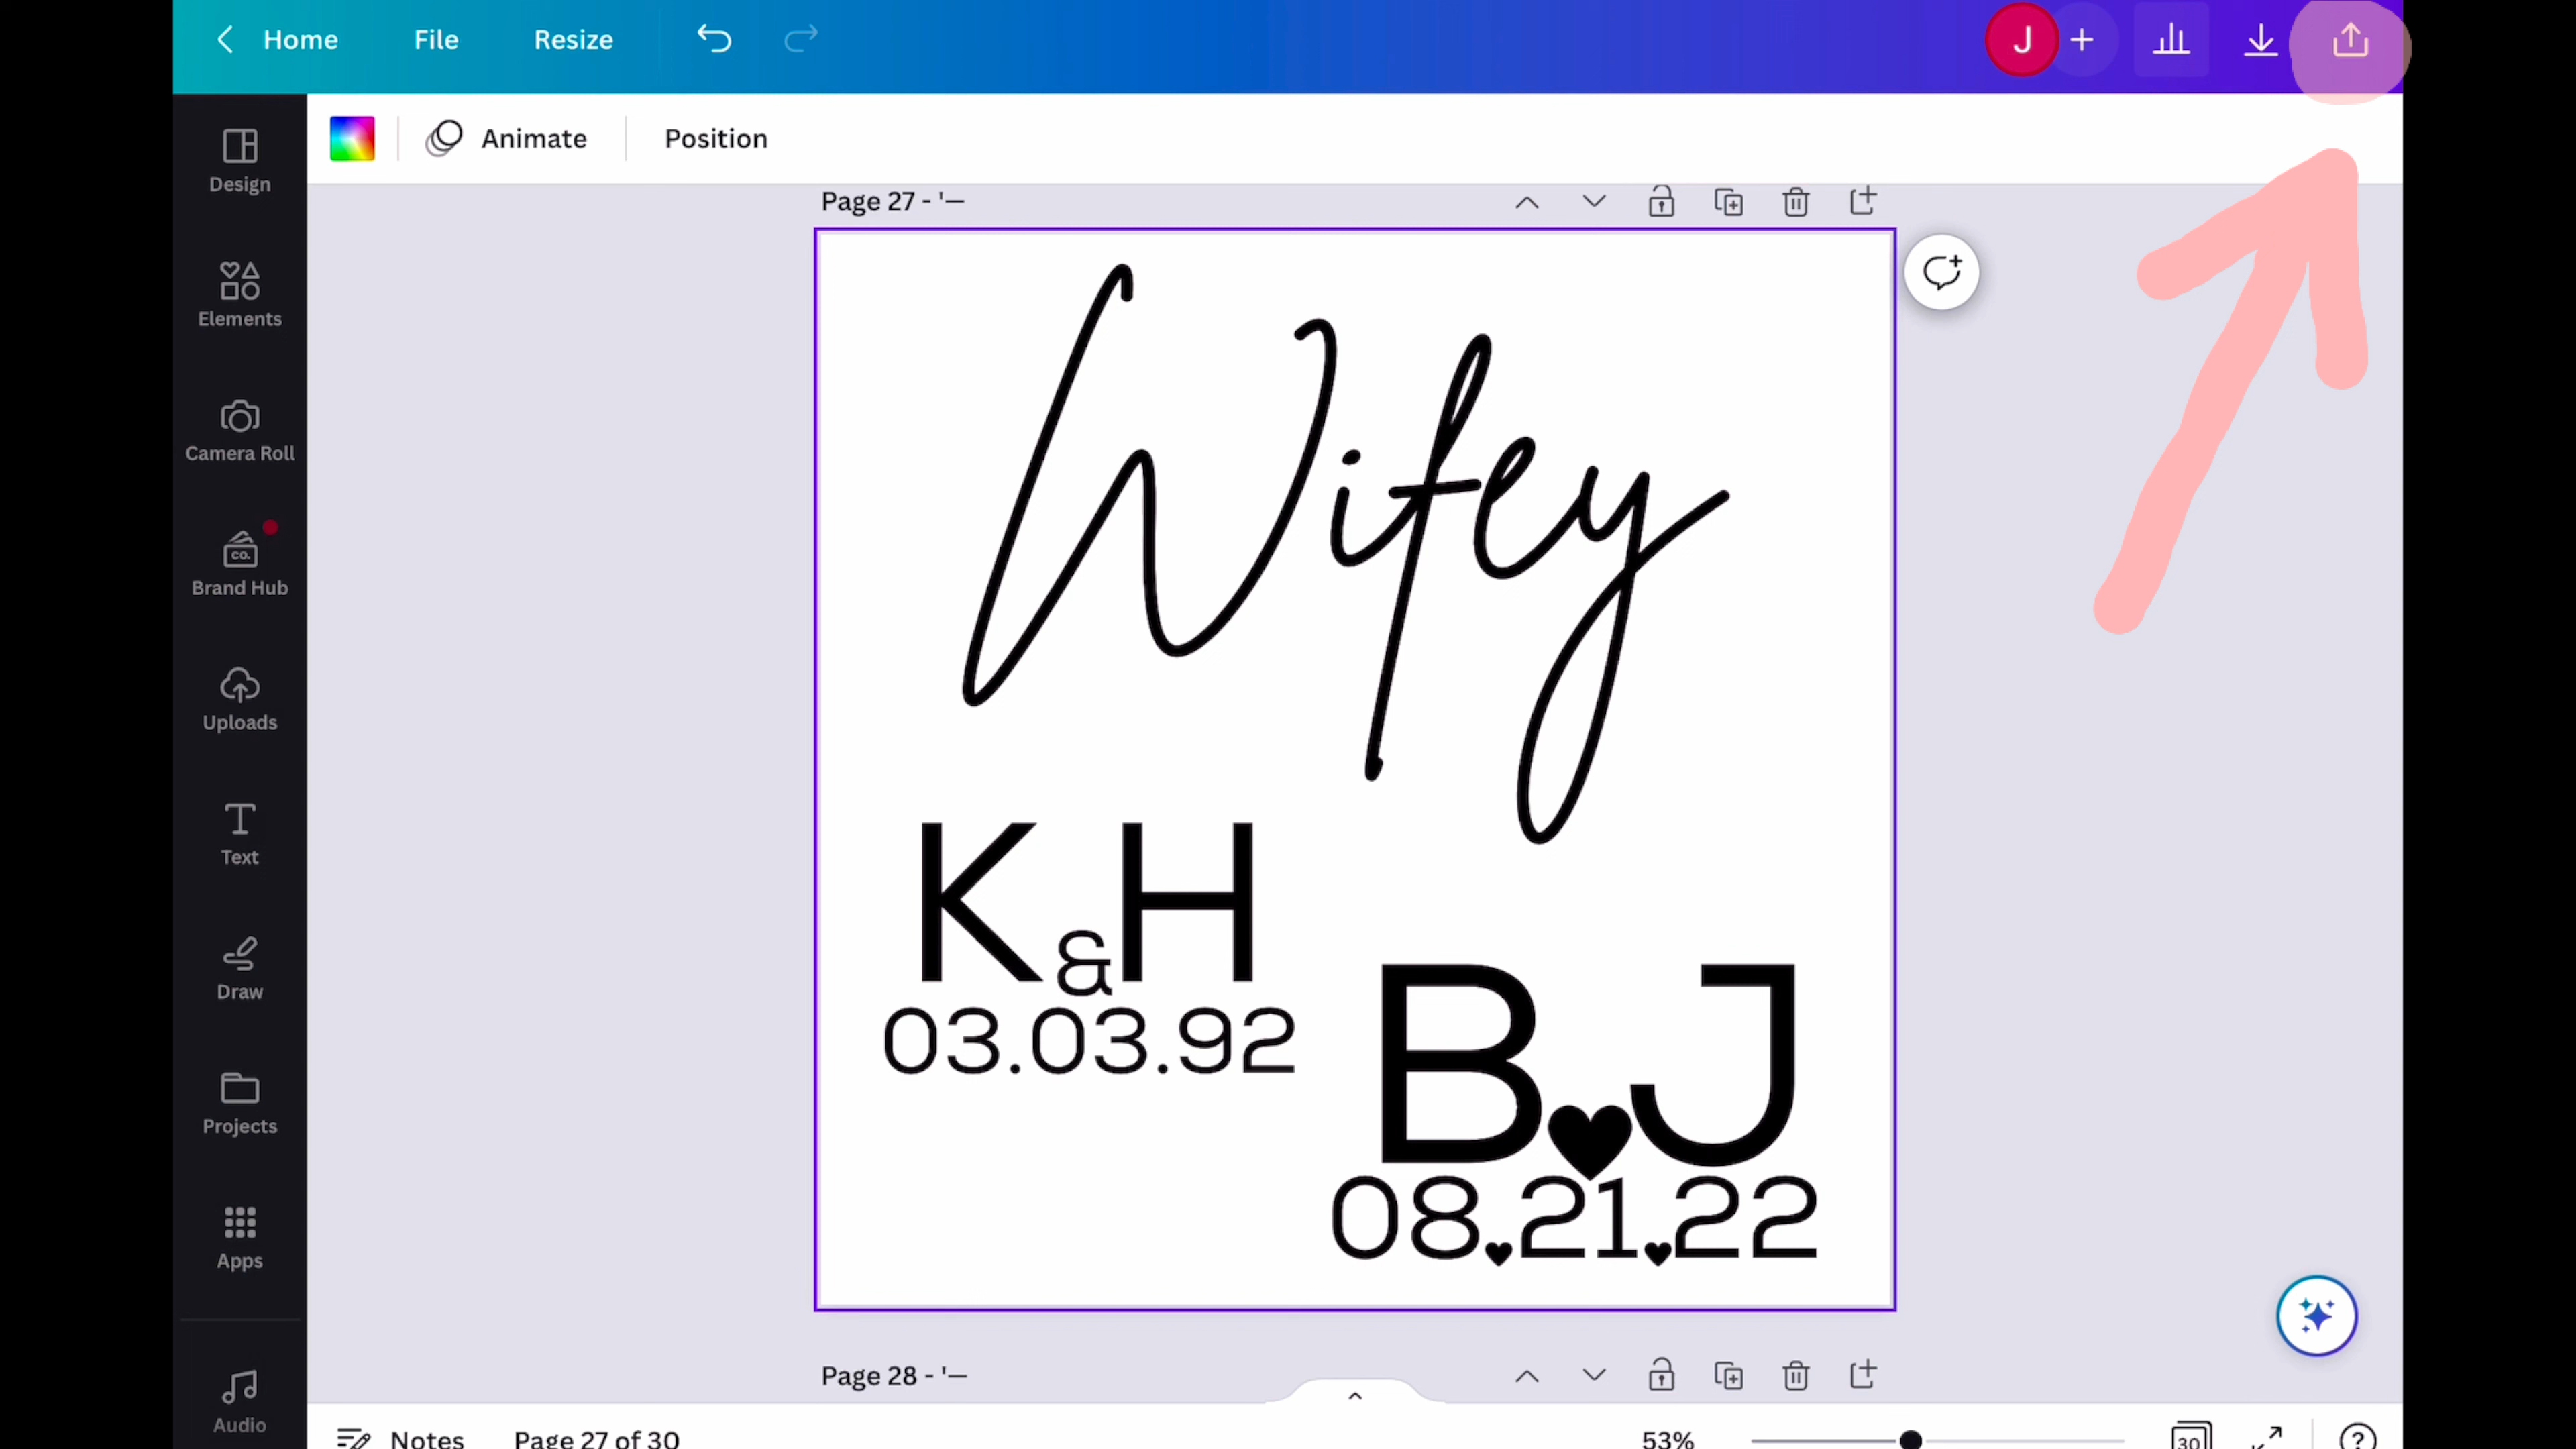 Home File Resize J
Animate Position
Design
Elements
Camera Roll
CO.
Brand Hub
Uploads
Text
Draw
Projects
Apps
Audio
Page 27 - '—
Wifey
K&H
03.03.92
B J
08.21.22
Page 28 - '—
Notes Page 27 of 30 53% 30 ?